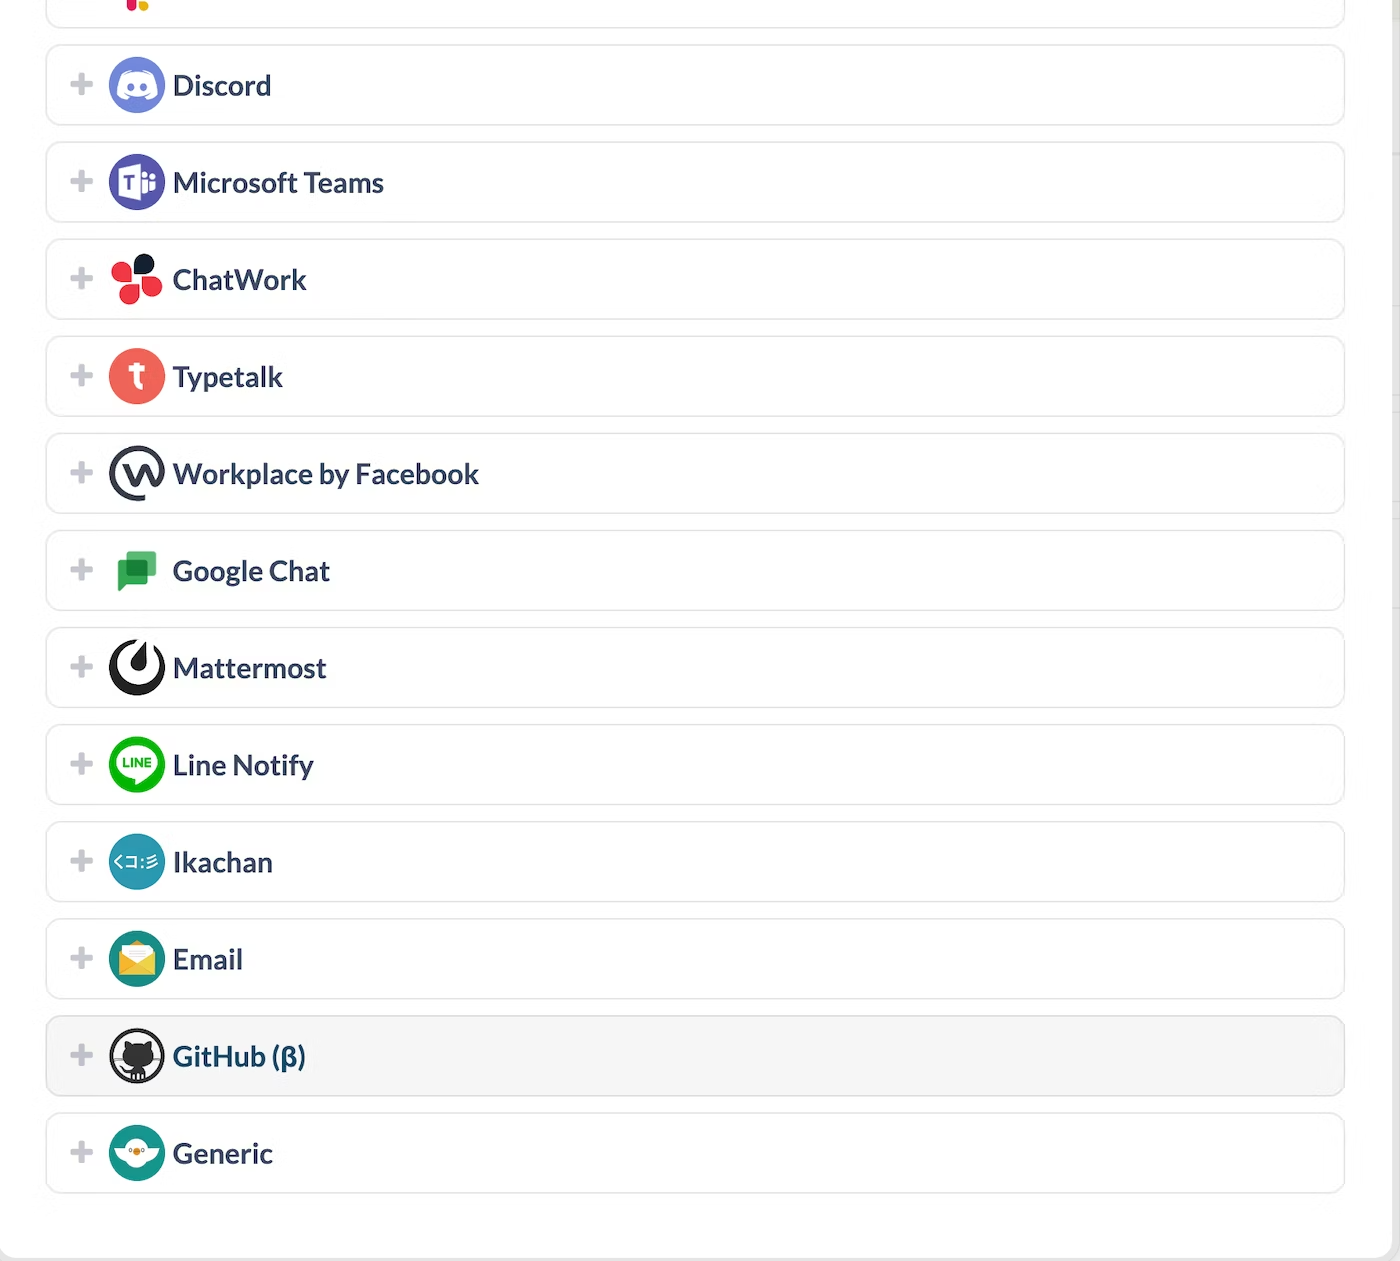 Discord
Microsoft Teams
ChatWork
Typetalk
Workplace by Facebook
Google Chat
Mattermost
LINE Line Notify
くコ:彡 Ikachan
Email
GitHub (β)
Generic